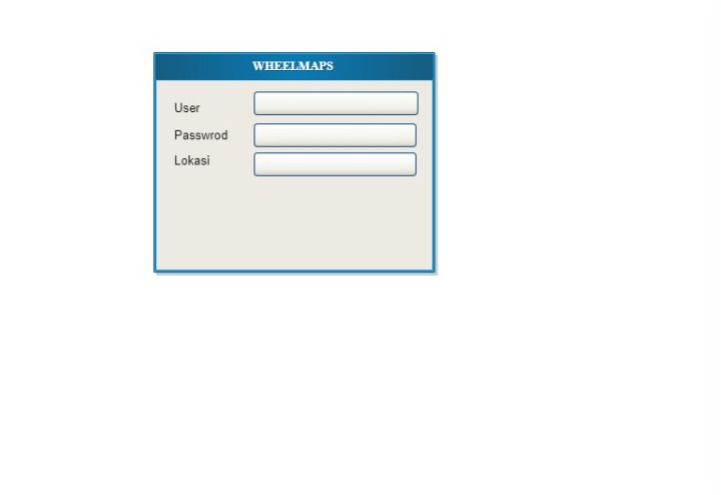 WHEELMAPS
User
Passwrod
Lokasi